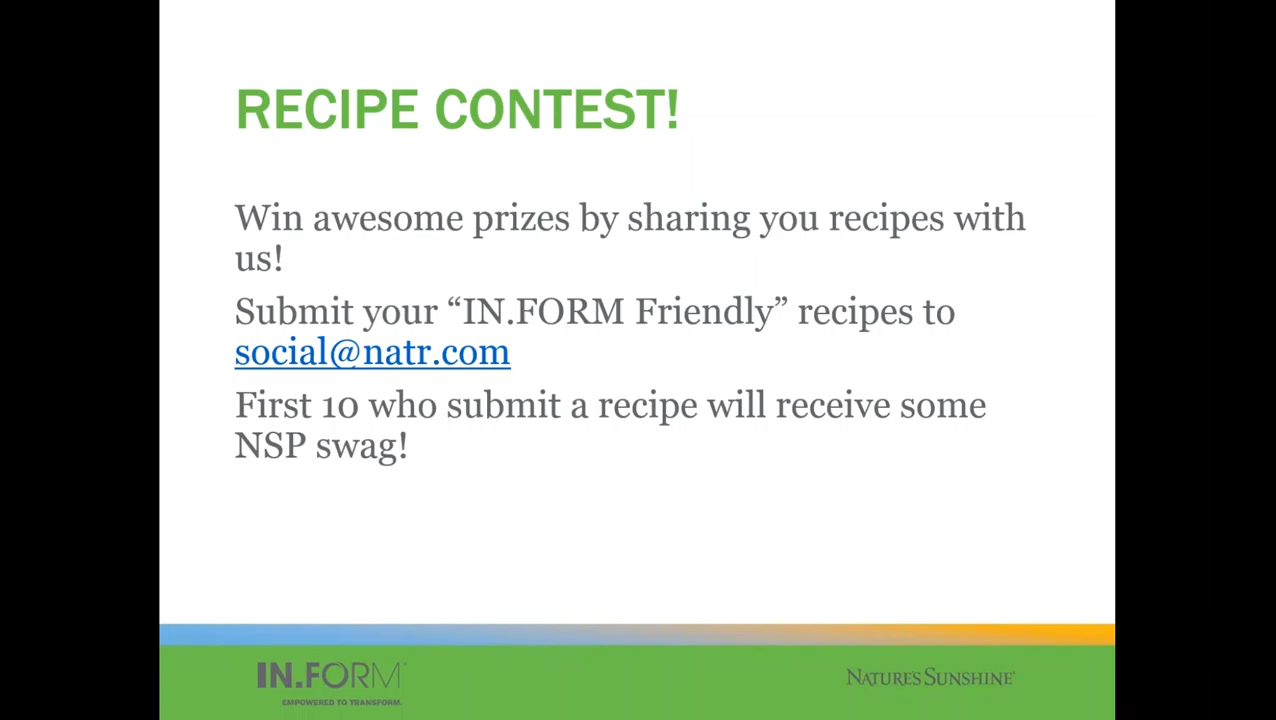 RECIPE CONTEST!
Win awesome prizes by sharing you recipes with
us!
Submit your “IN.FORM Friendly” recipes to
social@natr.com
First 10 who submit a recipe will receive some
NSP swag!
IN.FORM
EMPOWERED TO TRANSFORM.
NATURE'S SUNSHINE